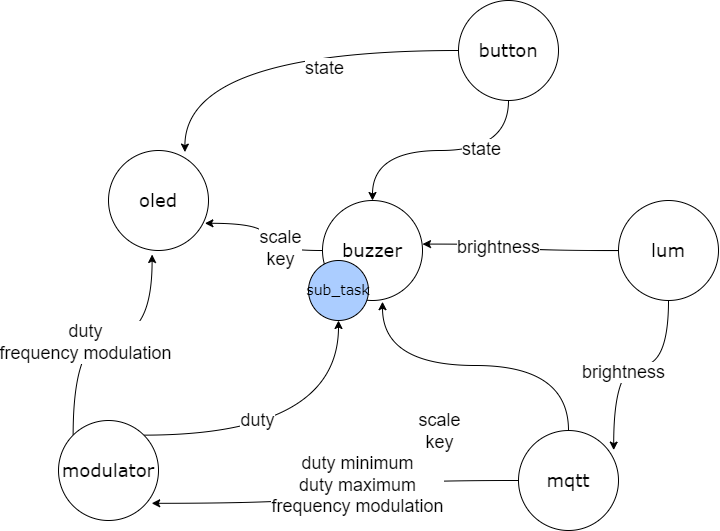 button
state
state
oled
scale
key
buzzer
brightness
lum
sub_task
duty
frequency modulation
brightness
duty
scale
key
modulator
duty minimum
duty maximum
frequency modulation
mqtt